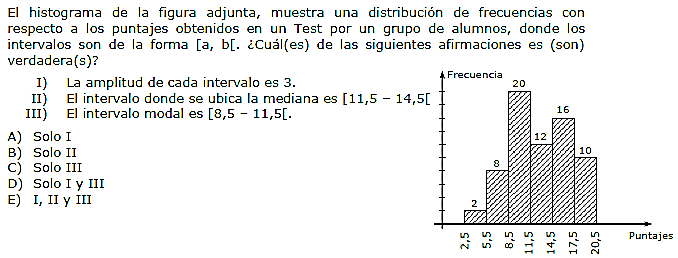 El histograma de la figura adjunta, muestra una distribución de frecuencias con
respecto a los puntajes obtenidos en un Test por un grupo de alumnos, donde los
intervalos son de la forma [a, b[. ¿Cuál(es) de las siguientes afirmaciones es (son)
verdadera(s)?
I) La amplitud de cada intervalo es 3.
II) El intervalo donde se ubica la mediana es [11,5 – 14,5[
III) El intervalo modal es [8,5 – 11,5[.
A) Solo I
B) Solo II
C) Solo III
D) Solo I y III
E) I, II y III
Frecuencia
20
16
12
10
8
2
2,5 5,5 8,5 11,5 14,5 17,5 20,5
Puntajes